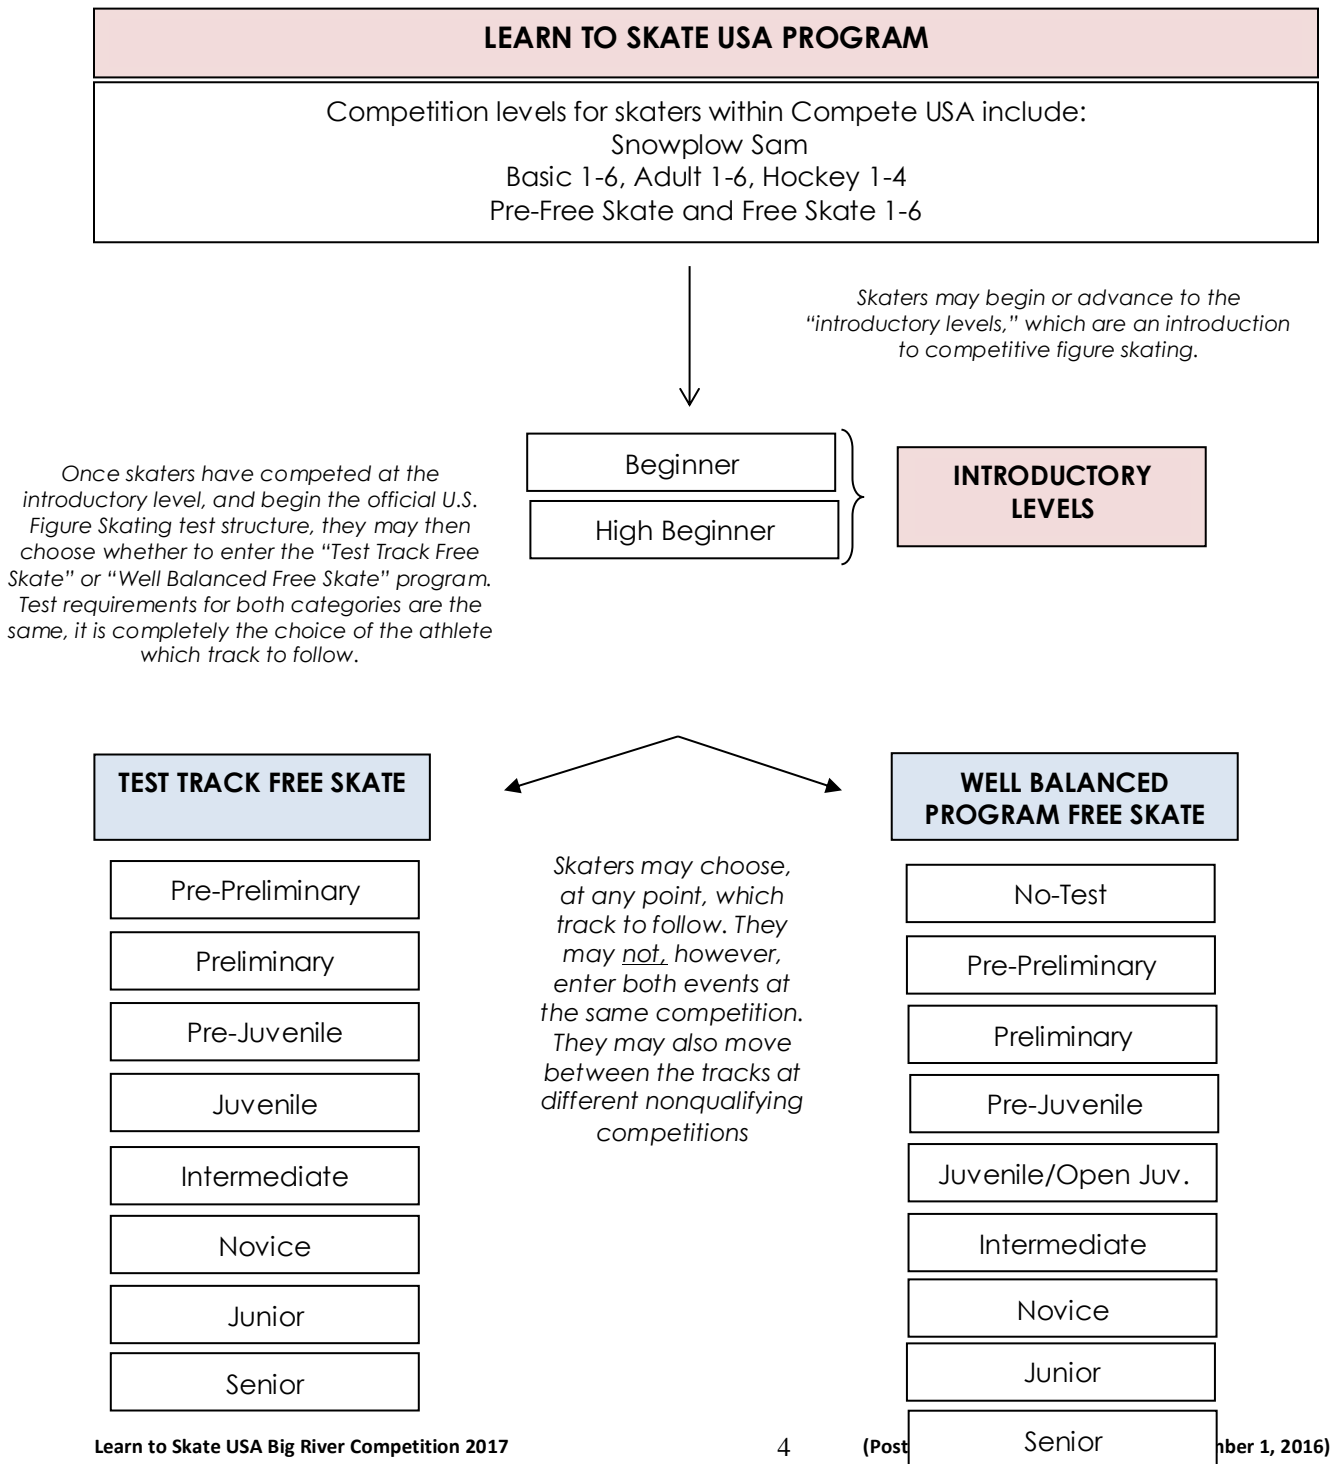 LEARN TO SKATE USA PROGRAM
Competition levels for skaters within Compete USA include:
Snowplow Sam
Basic 1-6, Adult 1-6, Hockey 1-4
Pre-Free Skate and Free Skate 1-6
Skaters may begin or advance to the
“introductory levels,” which are an introduction
to competitive figure skating.
Beginner
High Beginner
INTRODUCTORY
LEVELS
Once skaters have competed at the
introductory level, and begin the official U.S.
Figure Skating test structure, they may then
choose whether to enter the “Test Track Free
Skate” or “Well Balanced Free Skate” program.
Test requirements for both categories are the
same, it is completely the choice of the athlete
which track to follow.
TEST TRACK FREE SKATE
Pre-Preliminary
Preliminary
Pre-Juvenile
Juvenile
Intermediate
Novice
Junior
Senior
Skaters may choose,
at any point, which
track to follow. They
may not, however,
enter both events at
the same competition.
They may also move
between the tracks at
different nonqualifying
competitions
WELL BALANCED
PROGRAM FREE SKATE
No-Test
Pre-Preliminary
Preliminary
Pre-Juvenile
Juvenile/Open Juv.
Intermediate
Novice
Junior
Senior
Learn to Skate USA Big River Competition 2017
4
(Post
nber 1, 2016)